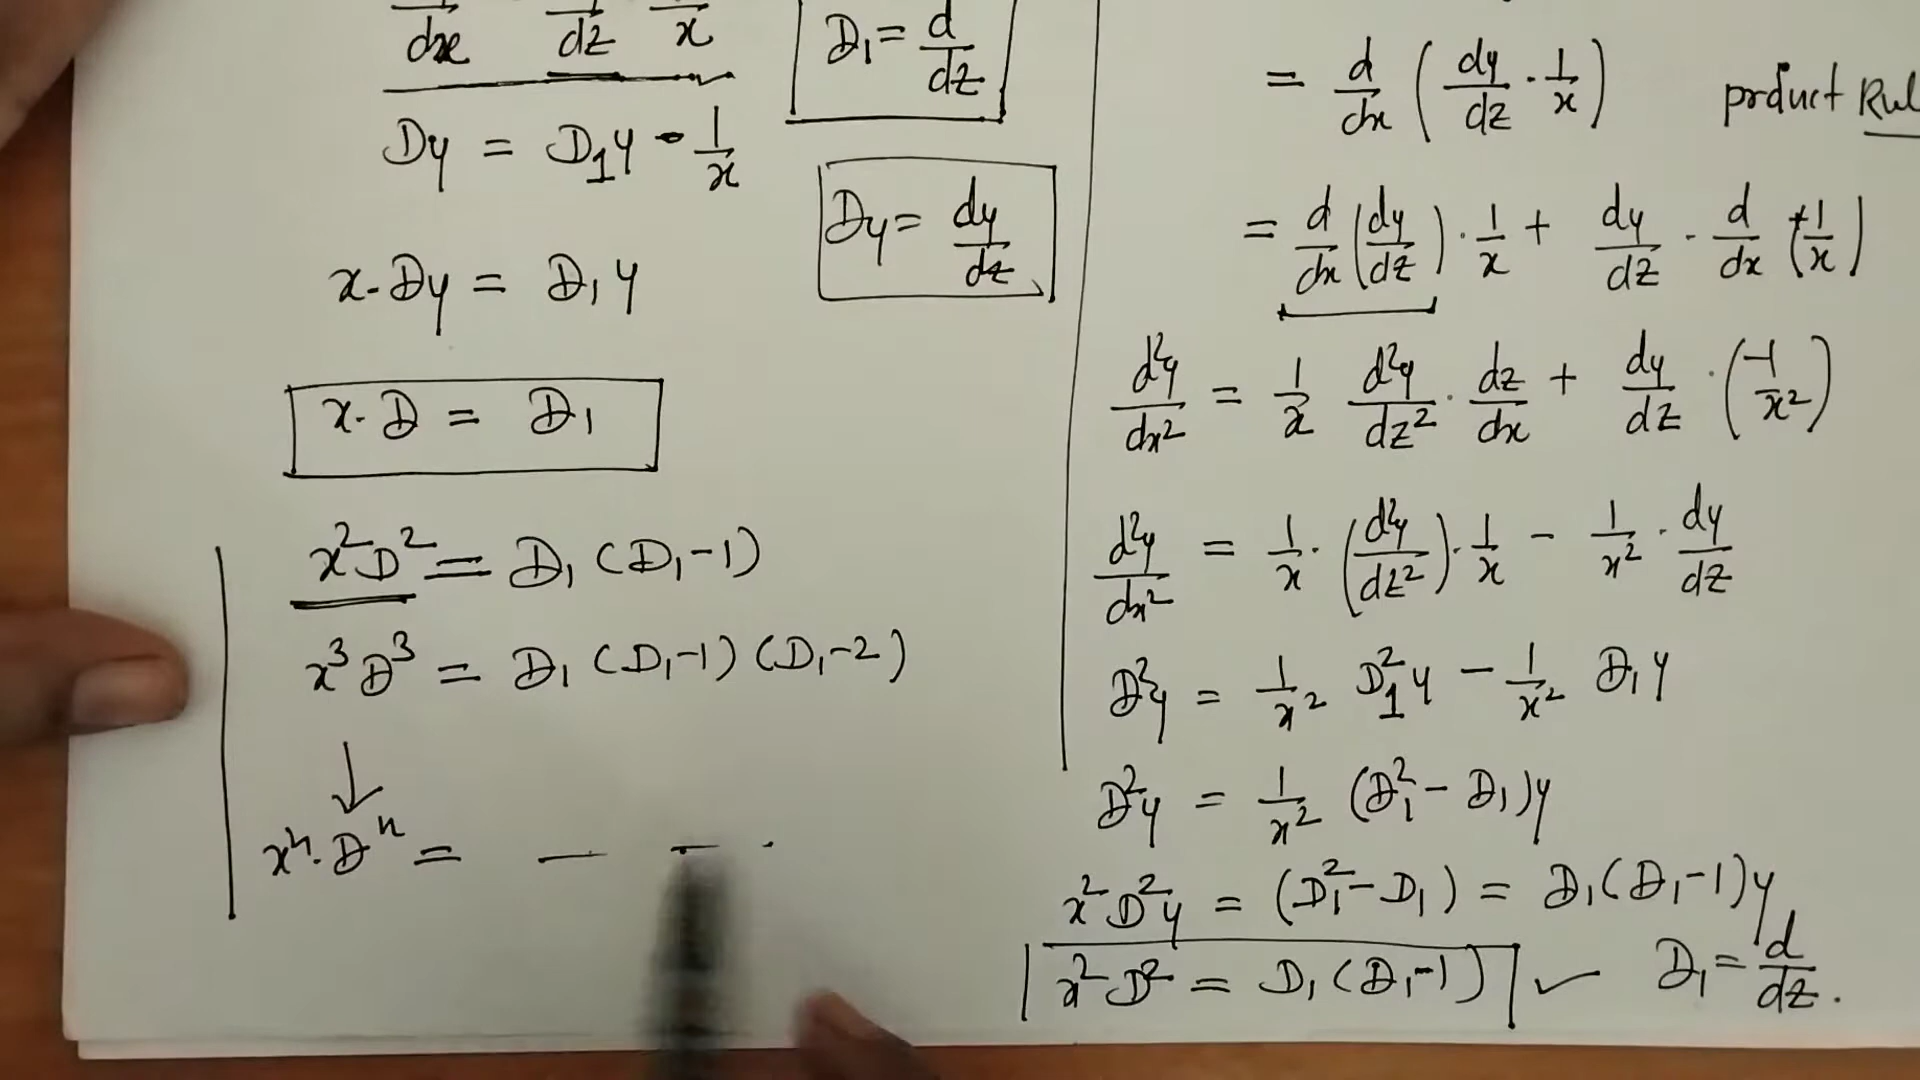 dx dz x
Dy = D₁y · 1/x
x · Dy = D₁y
x · D = D₁
x²D² = D₁ (D₁-1)
x³D³ = D₁ (D₁-1) (D₁-2)
↓
xⁿ · Dⁿ = — — ·
D₁ = d/dz
Dy = dy/dz
= d/dx (dy/dz · 1/x) prduct Rul
= d/dx (dy/dz) · 1/x + dy/dz · d/dx (1/x)
d²y/dx² = 1/x d²y/dz² · dz/dx + dy/dz · (-1/x²)
d²y/dx² = 1/x · (d²y/dz²) · 1/x - 1/x² · dy/dz
D²y = 1/x² D₁²y - 1/x² D₁y
D²y = 1/x² (D₁² - D₁)y
x²D²y = (D₁² - D₁) = D₁(D₁-1)y
x²D² = D₁(D₁-1) ✓ D₁ = d/dz .